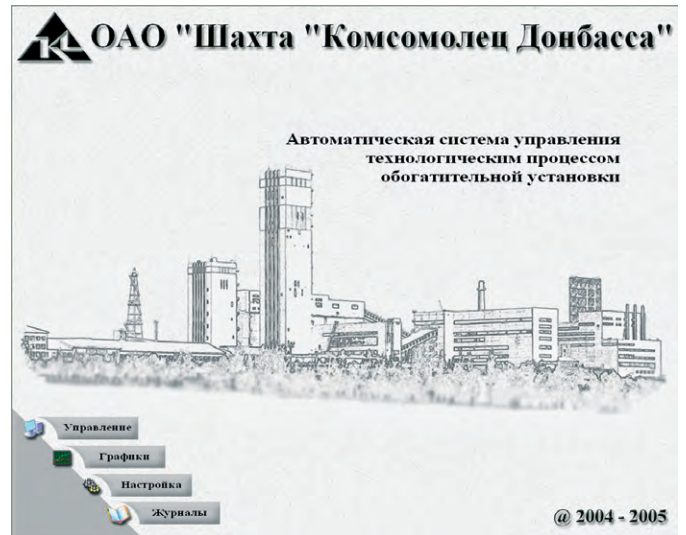 ОАО "Шахта "Комсомолец Донбасса"
Автоматическая система управления
технологическим процессом
обогатительной установки
Управление
Графики
Настройка
Журналы
@ 2004 - 2005